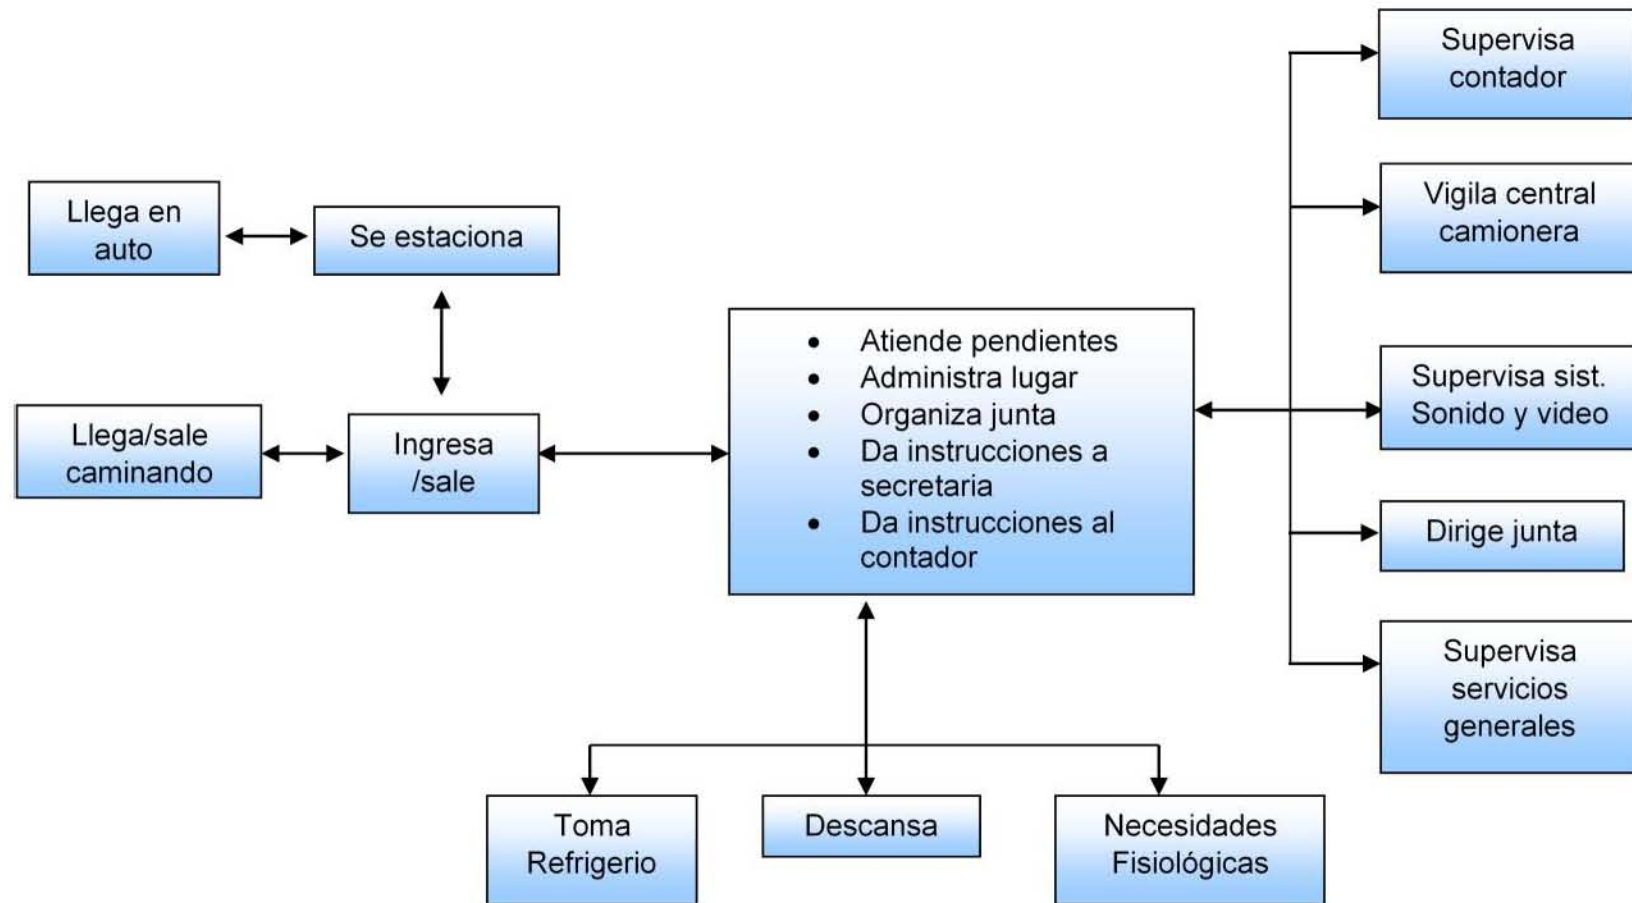 Supervisa
contador
Vigila central
camionera
Llega en
auto
Se estaciona
• Atiende pendientes
• Administra lugar
• Organiza junta
• Da instrucciones a
secretaria
• Da instrucciones al
contador
Supervisa sist.
Sonido y video
Llega/sale
caminando
Ingresa
/sale
Dirige junta
Supervisa
servicios
generales
Toma
Refrigerio
Descansa
Necesidades
Fisiológicas